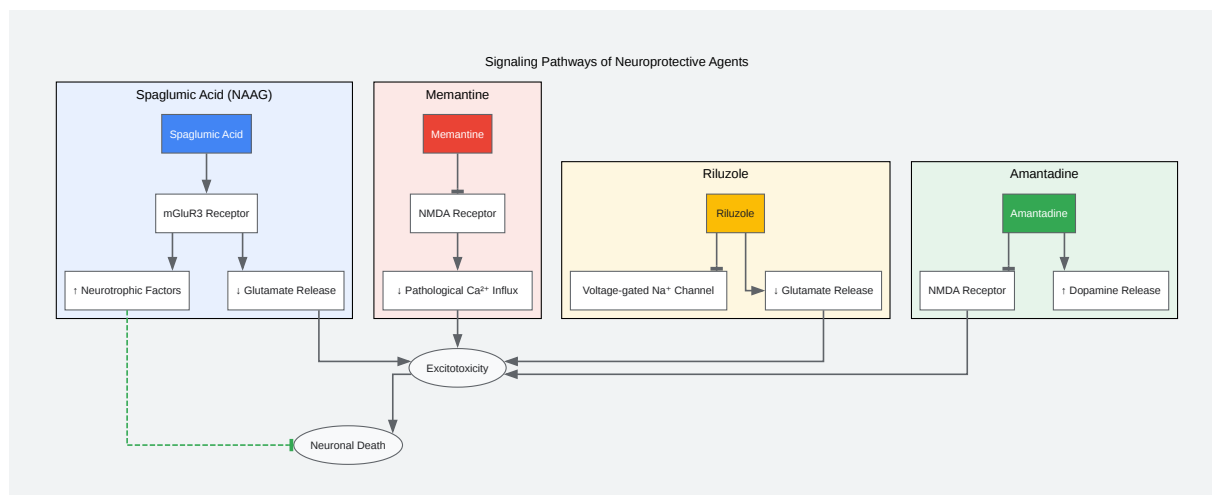 Signaling Pathways of Neuroprotective Agents
Spaglumic Acid (NAAG)
Spaglumic Acid
mGluR3 Receptor
↑ Neurotrophic Factors
↓ Glutamate Release
Memantine
Memantine
NMDA Receptor
↓ Pathological Ca²⁺ Influx
Riluzole
Riluzole
Voltage-gated Na⁺ Channel
↓ Glutamate Release
Amantadine
Amantadine
NMDA Receptor
↑ Dopamine Release
Excitotoxicity
Neuronal Death